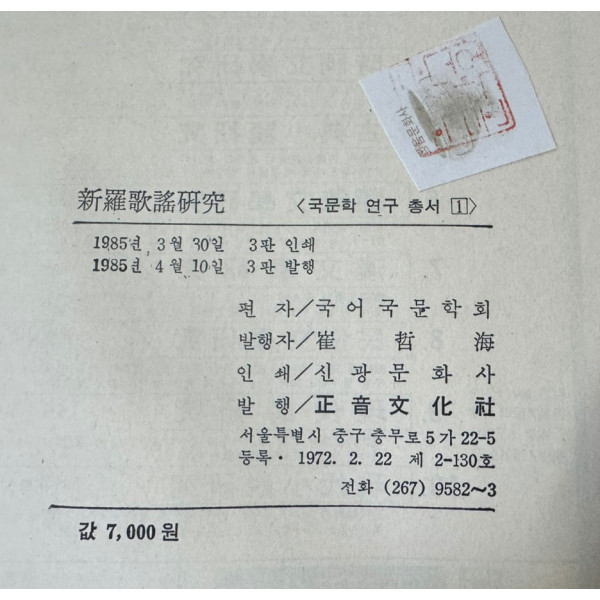 新羅歌謠硏究 〈국문학 연구 총서 1〉
1985년 3월 30일 3판 인쇄
1985년 4월 10일 3판 발행
편 자/국어국문학회
발행자/崔 哲 海
인 쇄/신광문화사
발 행/正音文化社
서울특별시 중구 충무로5가 22-5
등록· 1972. 2. 22 제 2-130호
전화 (267) 9582~3
값 7,000원